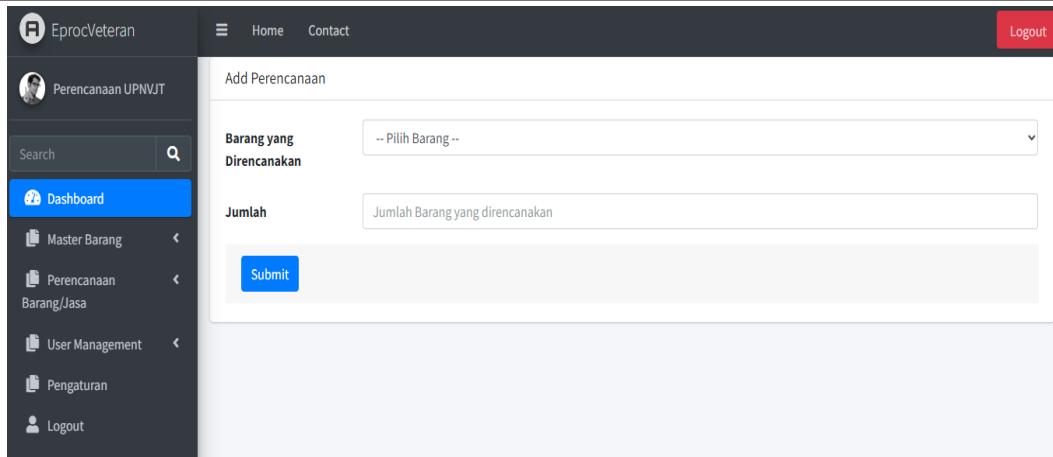 EprocVeteran
Home Contact
Logout
Perencanaan UPNVJT
Search
Dashboard
Master Barang
Perencanaan
Barang/Jasa
User Management
Pengaturan
Logout
Add Perencanaan
Barang yang
Direncanakan
-- Pilih Barang --
Jumlah
Jumlah Barang yang direncanakan
Submit